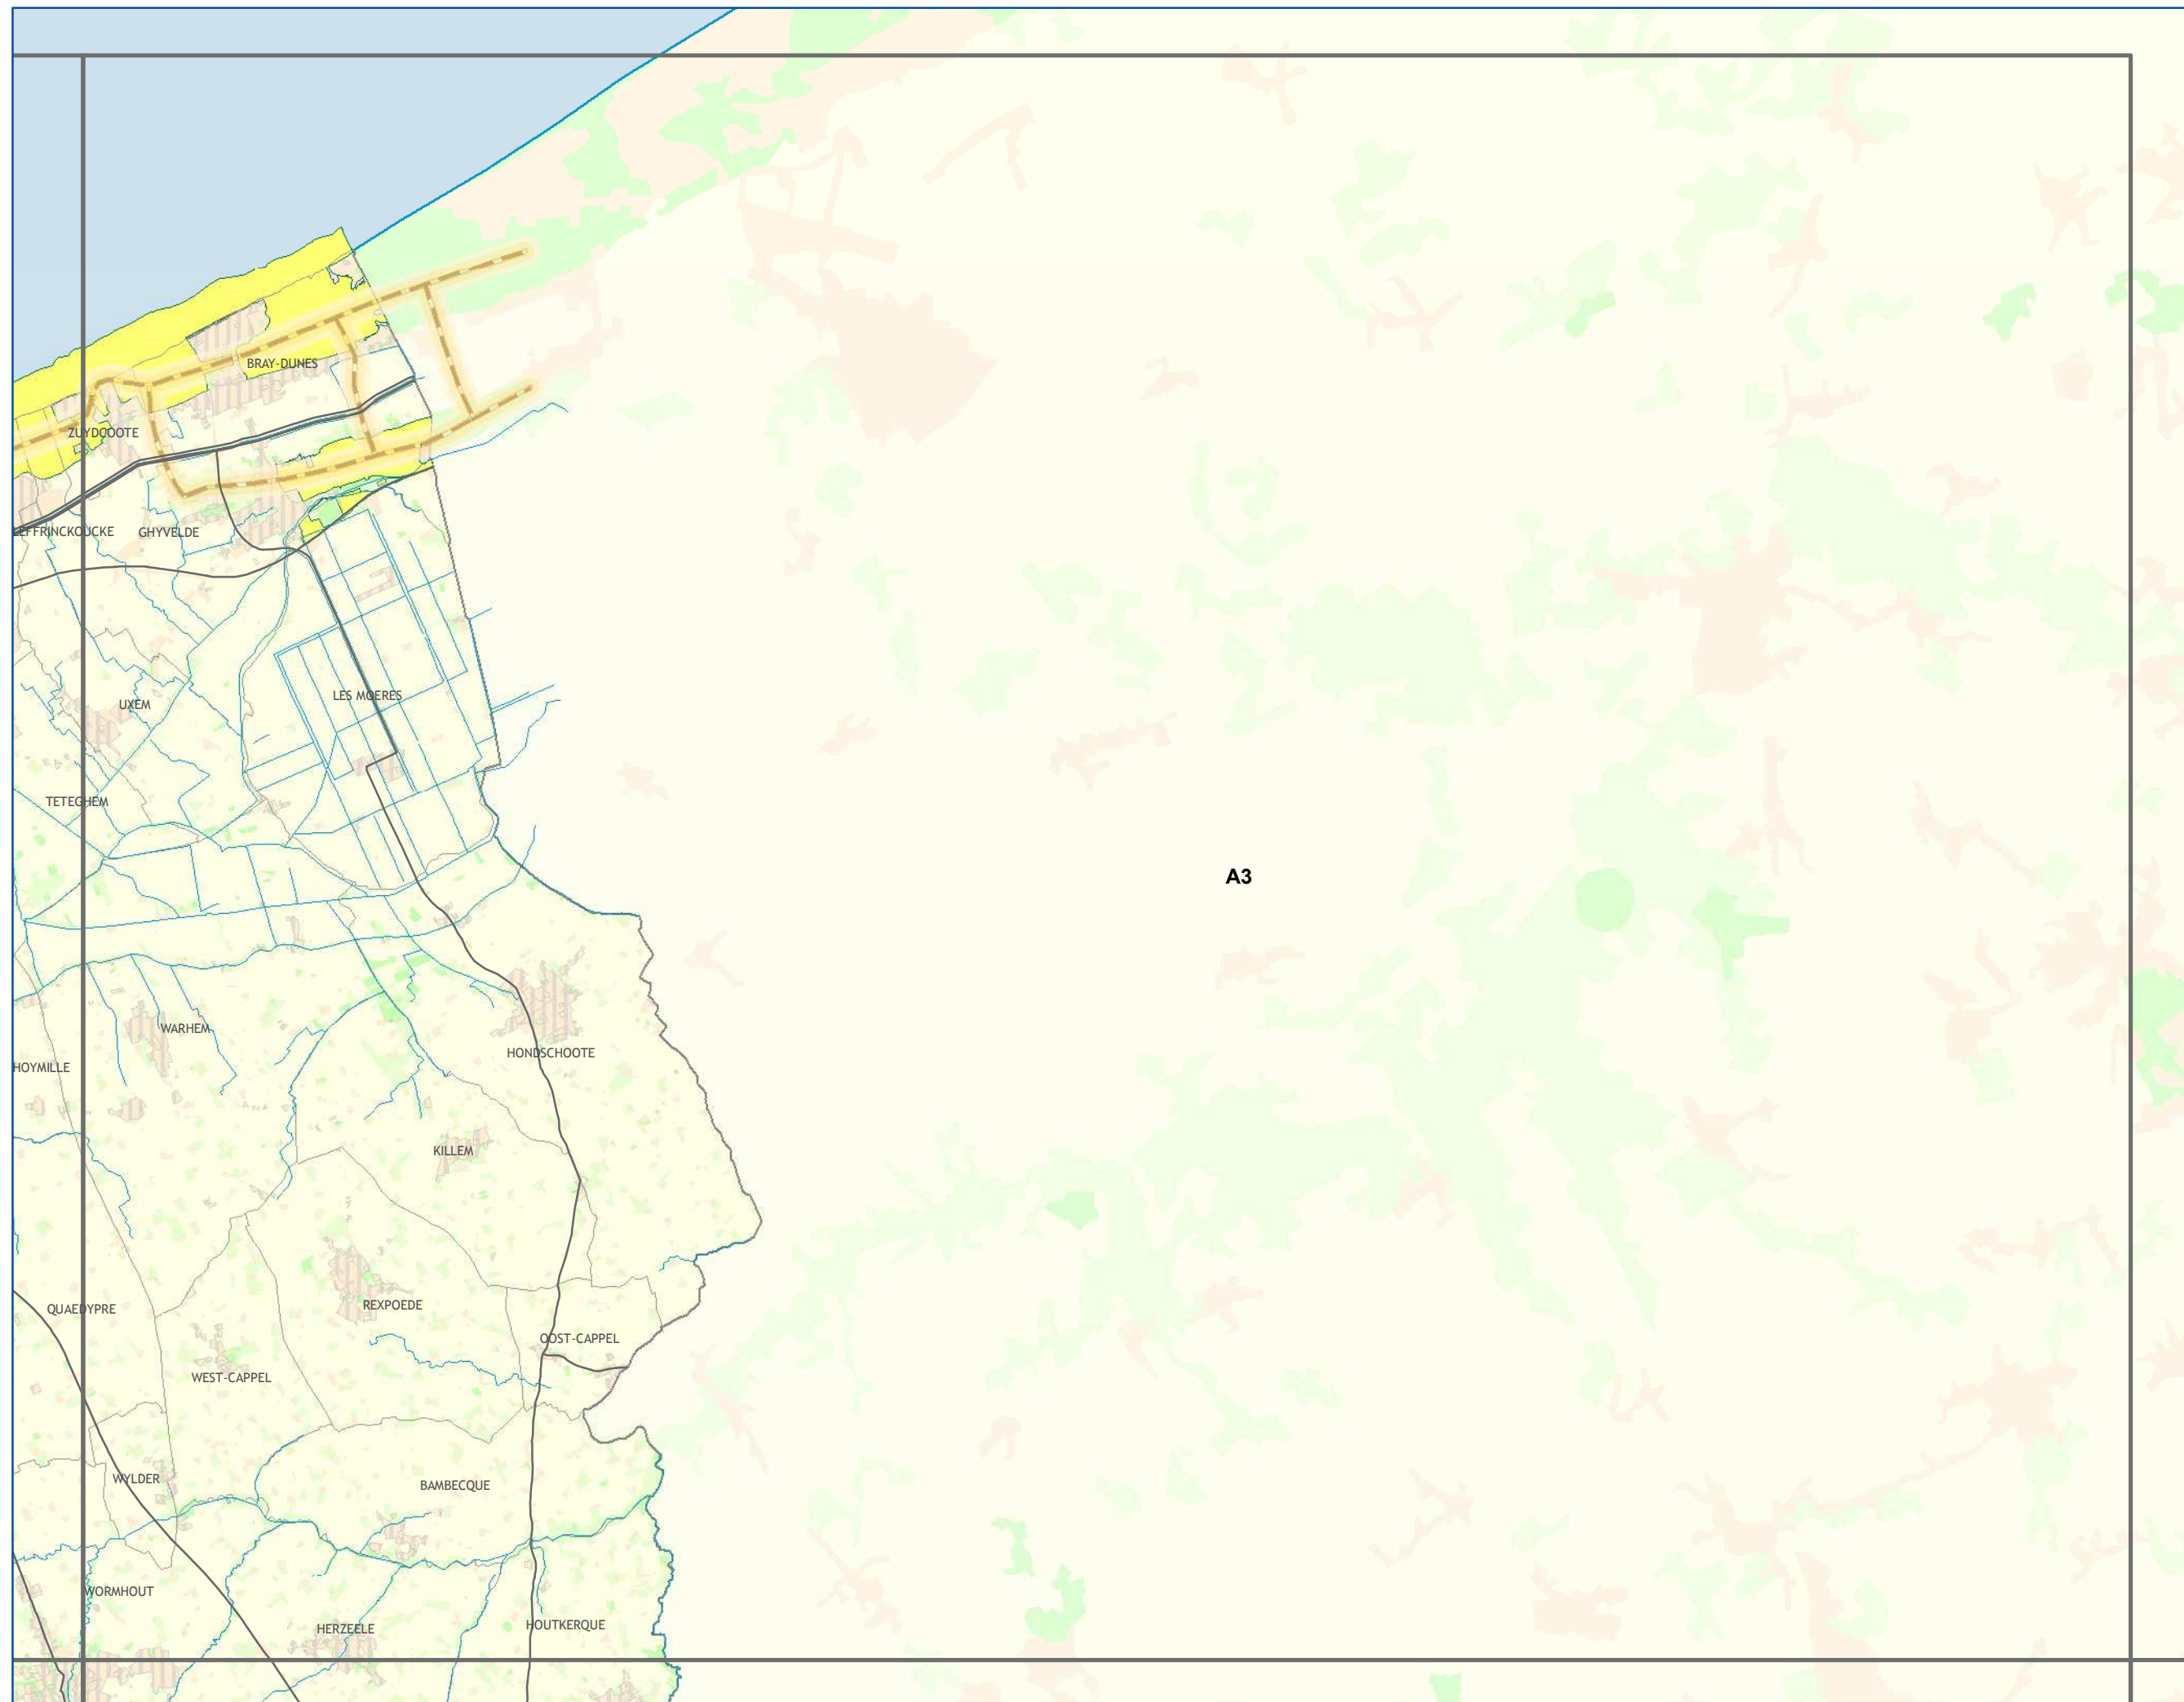 BRAY-DUNES
ZUYDCOOTE
LEFFRINCKOUCKE
GHYVELDE
LES MOERES
UXEM
TETEGHEM
A3
WARHEM
HONDSCHOOTE
HOYMILLE
KILLEM
REXPOEDE
QUAEDYPRE
OOST-CAPPEL
WEST-CAPPEL
WYLDER
BAMBECQUE
WORMHOUT
HOUTKERQUE
HERZEELE